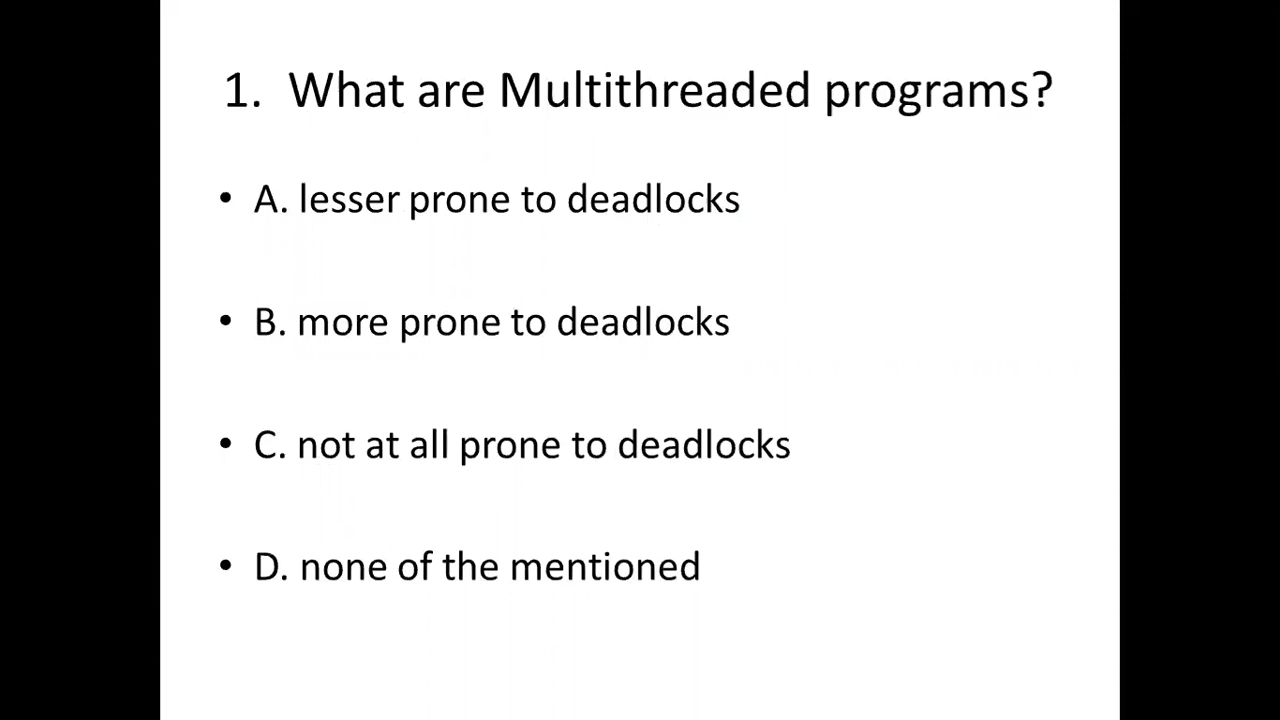 1. What are Multithreaded programs?
• A. lesser prone to deadlocks
• B. more prone to deadlocks
• C. not at all prone to deadlocks
• D. none of the mentioned